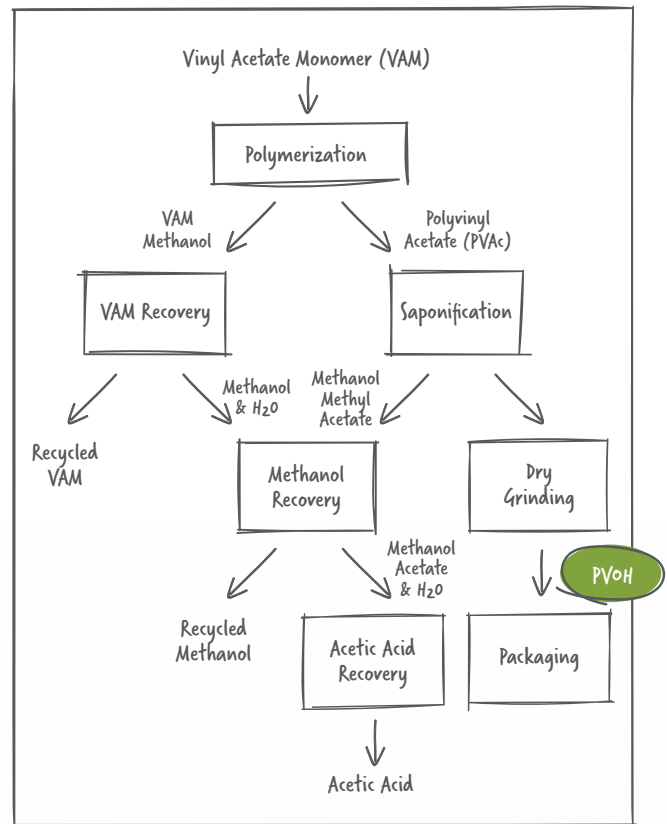 Vinyl Acetate Monomer (VAM)
Polymerization
VAM
Methanol
Polyvinyl
Acetate (PVAc)
VAM Recovery
Saponification
Methanol
& H₂O
Methanol
Methyl
Acetate
Recycled
VAM
Methanol
Recovery
Dry
Grinding
Methanol
Acetate
& H₂O
PVOH
Recycled
Methanol
Acetic Acid
Recovery
Packaging
Acetic Acid